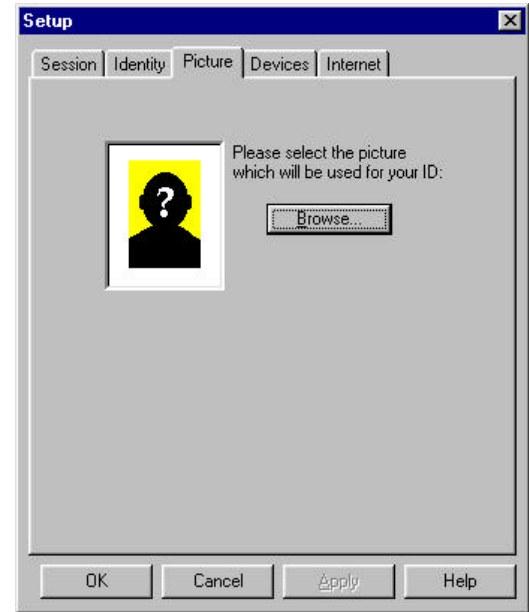 Setup
Session Identity Picture Devices Internet
?
Please select the picture
which will be used for your ID:
Browse...
OK Cancel Apply Help